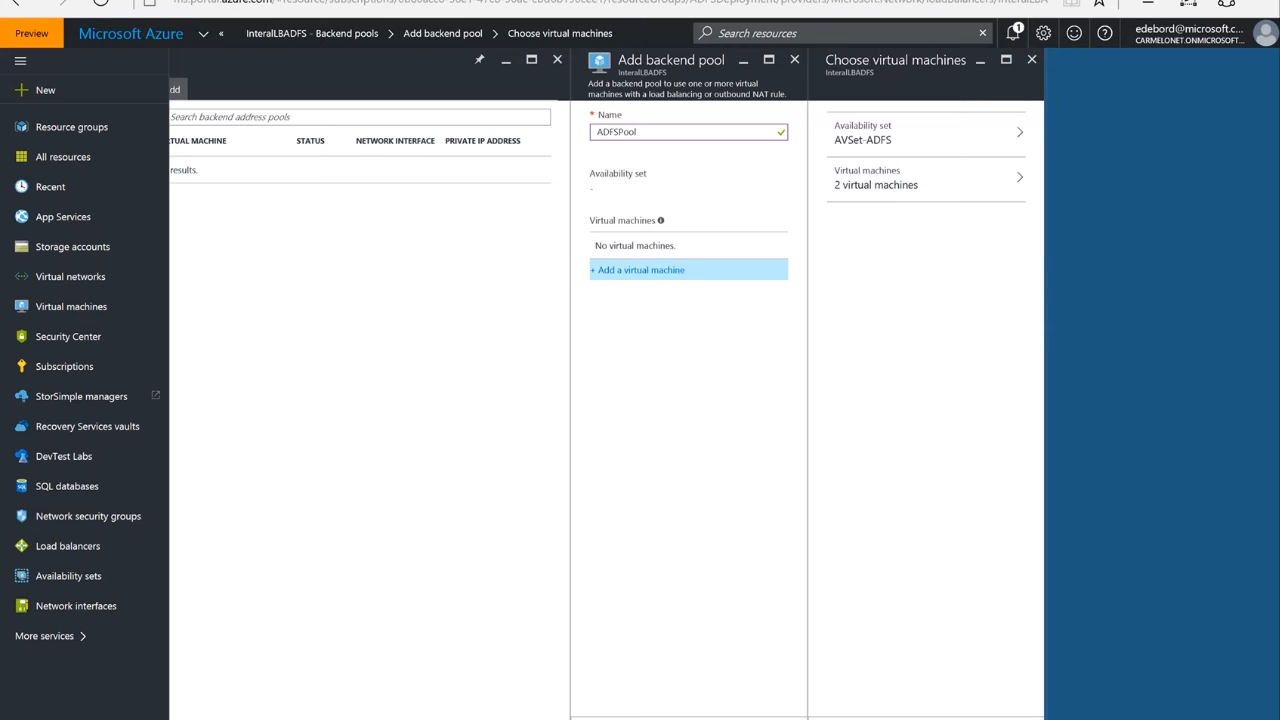 Preview
Microsoft Azure
InteralLBADFS - Backend pools
Add backend pool
Choose virtual machines
Search resources
1
edebord@microsoft.c...
CARMELONET.ONMICROSOFT...
New
Resource groups
All resources
Recent
App Services
Storage accounts
Virtual networks
Virtual machines
Security Center
Subscriptions
StorSimple managers
Recovery Services vaults
DevTest Labs
SQL databases
Network security groups
Load balancers
Availability sets
Network interfaces
More services
dd
Search backend address pools
TUAL MACHINE STATUS NETWORK INTERFACE PRIVATE IP ADDRESS
results.
Add backend pool
InteralLBADFS
Add a backend pool to use one or more virtual
machines with a load balancing or outbound NAT rule.
* Name
ADFSPool
Availability set
-
Virtual machines
No virtual machines.
+ Add a virtual machine
Choose virtual machines
InteralLBADFS
Availability set
AVSet-ADFS
Virtual machines
2 virtual machines